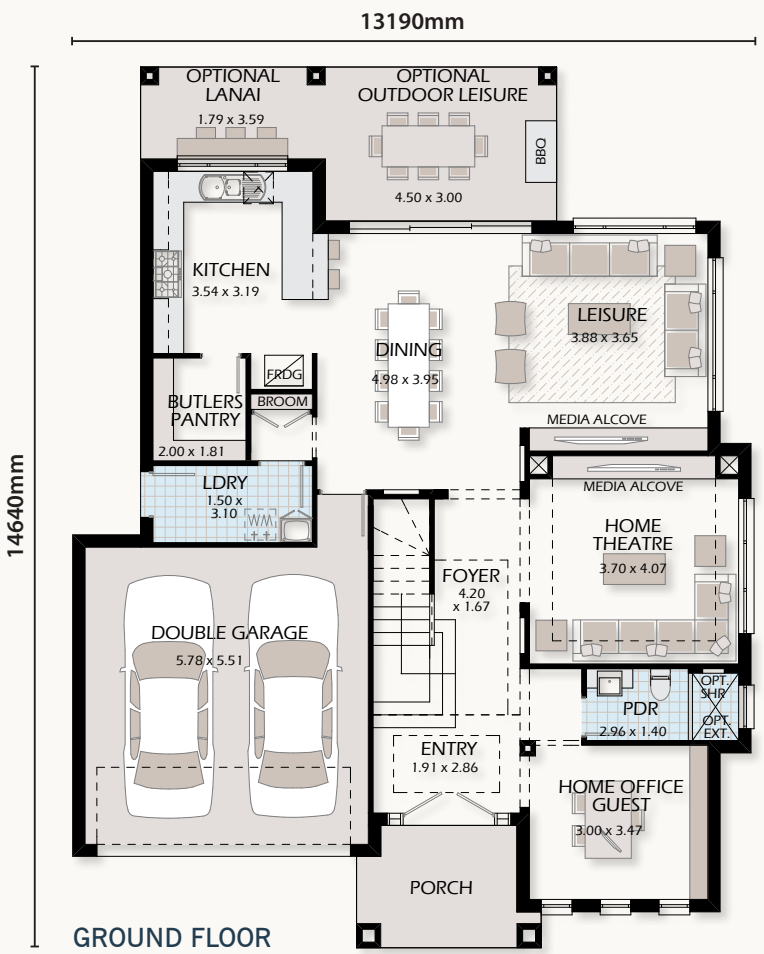 13190mm
14640mm
OPTIONAL
LANAI
1.79 x 3.59
OPTIONAL
OUTDOOR LEISURE
4.50 x 3.00
BBQ
KITCHEN
3.54 x 3.19
LEISURE
3.88 x 3.65
DINING
4.98 x 3.95
FRDG
BROOM
BUTLERS
PANTRY
2.00 x 1.81
MEDIA ALCOVE
MEDIA ALCOVE
LDRY
1.50 x
3.10
HOME
THEATRE
3.70 x 4.07
FOYER
4.20
x 1.67
DOUBLE GARAGE
5.78 x 5.51
PDR
2.96 x 1.40
OPT.
SHR
OPT.
EXT.
ENTRY
1.91 x 2.86
HOME OFFICE
GUEST
3.00 x 3.47
PORCH
GROUND FLOOR